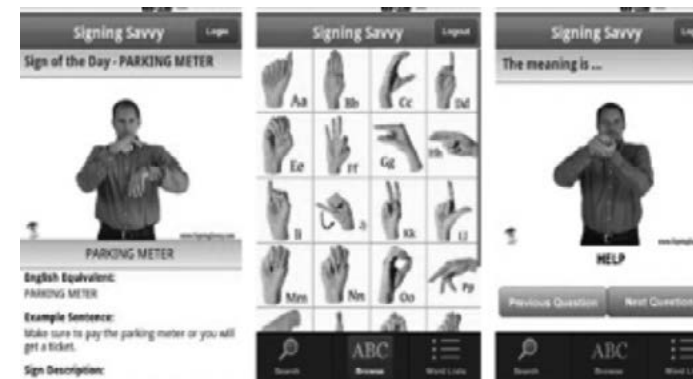 Signing Savvy Login
Sign of the Day - PARKING METER
PARKING METER
English Equivalent:
PARKING METER
Example Sentence:
Make sure to pay the parking meter or you will
get a ticket.
Sign Description:
Signing Savvy Logout
Aa Bb Cc Dd
Ee Ff Gg Hh
Ii Jj Kk Ll
Mm Nn Oo Pp
Search ABC Browse Word Lists
Signing Savvy
The meaning is ...
HELP
Previous Question Next Question
Search ABC Browse